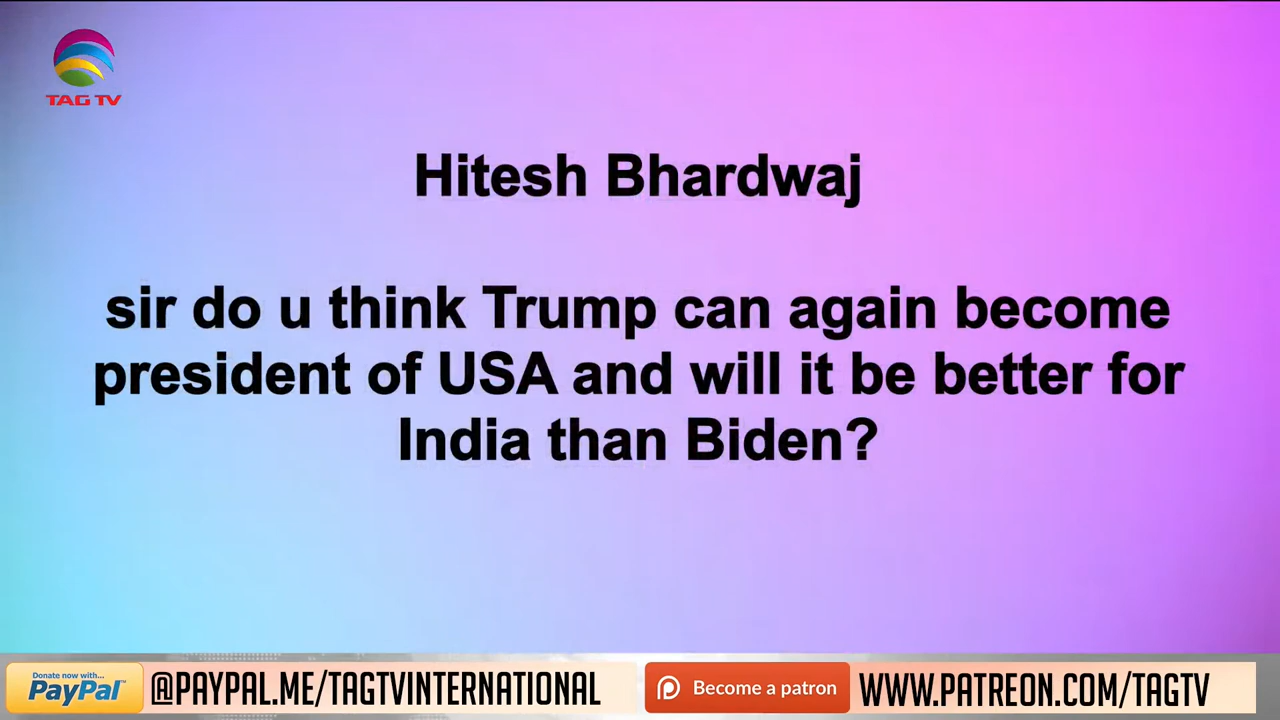 TAG TV
Hitesh Bhardwaj
sir do u think Trump can again become
president of USA and will it be better for
India than Biden?
Donate now with...
PayPal™
@PAYPAL.ME/TAGTVINTERNATIONAL
Become a patron
WWW.PATREON.COM/TAGTV